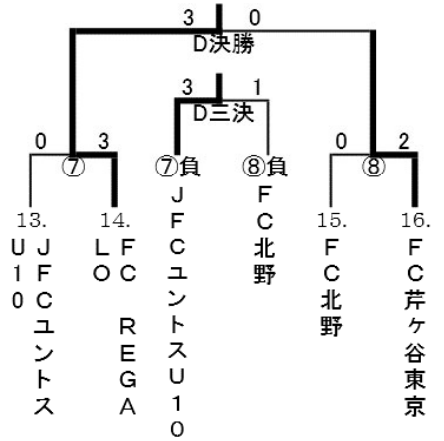 3 0
D決勝
3 1
D三決
0 3
⑦
⑦負
⑧負
0 2
⑧
13.
JFCユントス
U10
14.
FC REGA
LO
JFCユントスU10
FC北野
15.
FC北野
16.
FC芹ヶ谷東京